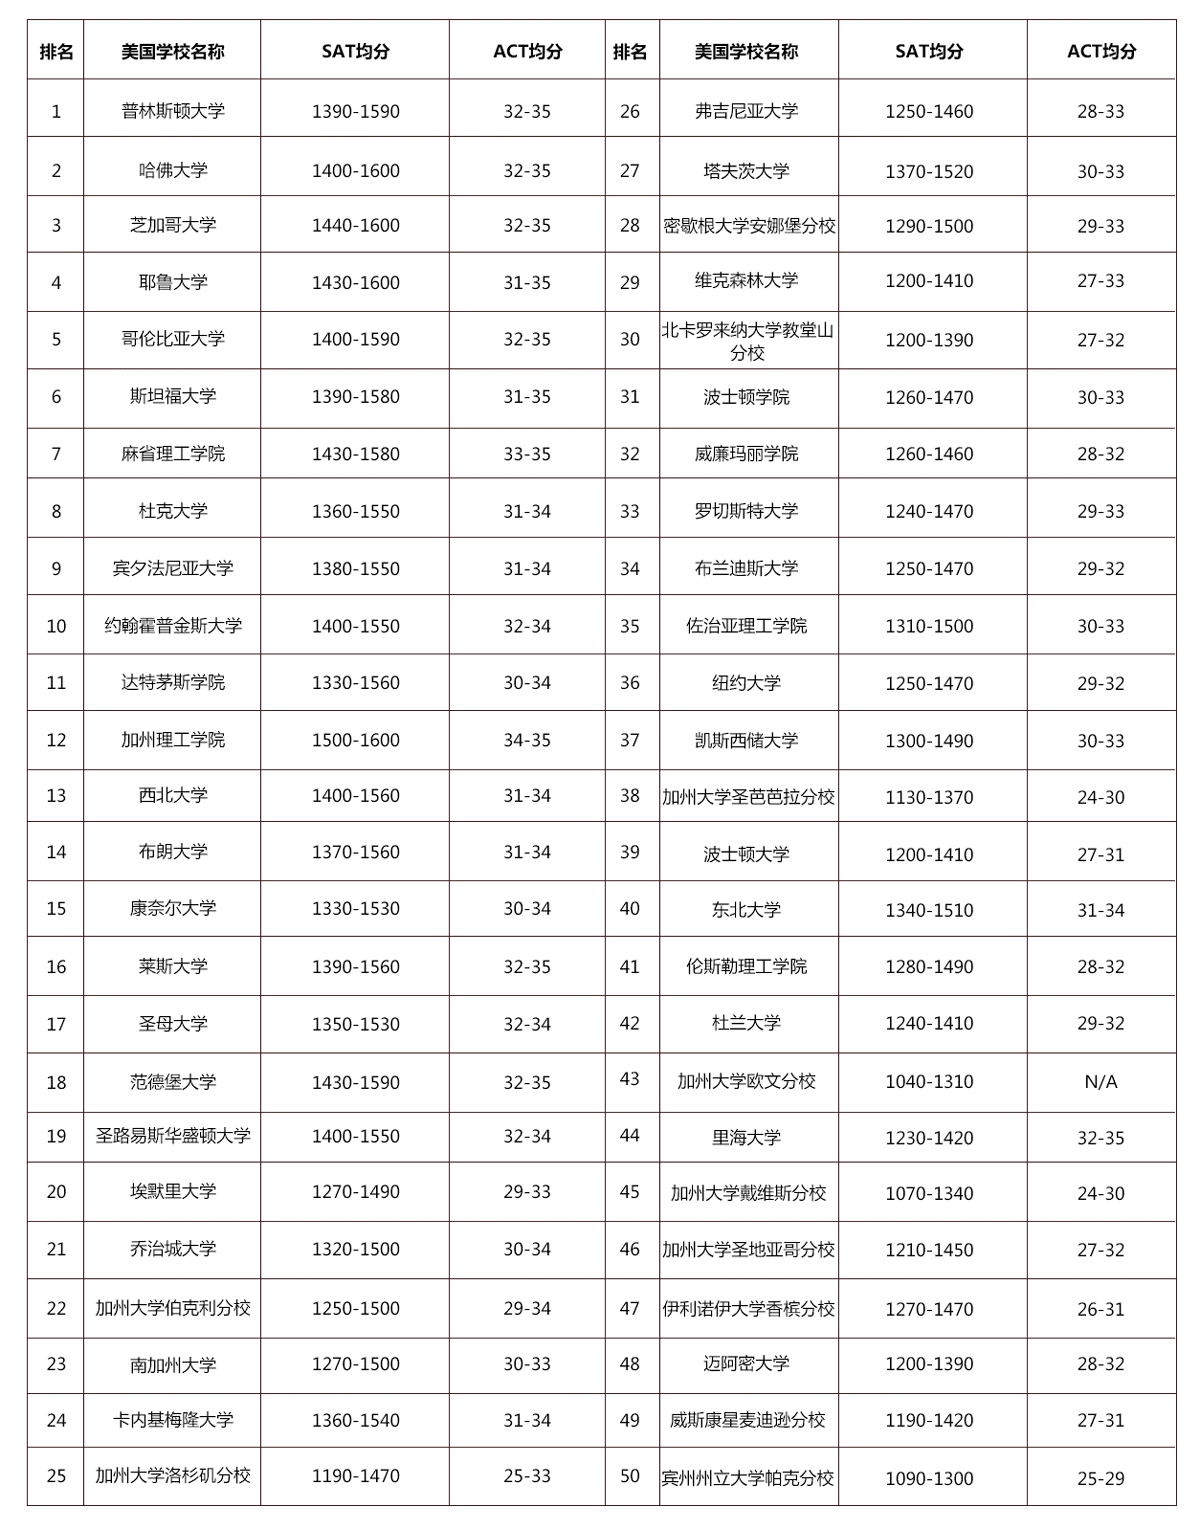 排名 美国学校名称 SAT均分 ACT均分 排名 美国学校名称 SAT均分 ACT均分
1 普林斯顿大学 1390-1590 32-35 26 弗吉尼亚大学 1250-1460 28-33
2 哈佛大学 1400-1600 32-35 27 塔夫茨大学 1370-1520 30-33
3 芝加哥大学 1440-1600 32-35 28 密歇根大学安娜堡分校 1290-1500 29-33
4 耶鲁大学 1430-1600 31-35 29 维克森林大学 1200-1410 27-33
5 哥伦比亚大学 1400-1590 32-35 30 北卡罗来纳大学教堂山 1200-1390 27-32
分校
6 斯坦福大学 1390-1580 31-35 31 波士顿学院 1260-1470 30-33
7 麻省理工学院 1430-1580 33-35 32 威廉玛丽学院 1260-1460 28-32
8 杜克大学 1360-1550 31-34 33 罗切斯特大学 1240-1470 29-33
9 宾夕法尼亚大学 1380-1550 31-34 34 布兰迪斯大学 1250-1470 29-32
10 约翰霍普金斯大学 1400-1550 32-34 35 佐治亚理工学院 1310-1500 30-33
11 达特茅斯学院 1330-1560 30-34 36 纽约大学 1250-1470 29-32
12 加州理工学院 1500-1600 34-35 37 凯斯西储大学 1300-1490 30-33
13 西北大学 1400-1560 31-34 38 加州大学圣芭芭拉分校 1130-1370 24-30
14 布朗大学 1370-1560 31-34 39 波士顿大学 1200-1410 27-31
15 康奈尔大学 1330-1530 30-34 40 东北大学 1340-1510 31-34
16 莱斯大学 1390-1560 32-35 41 伦斯勒理工学院 1280-1490 28-32
17 圣母大学 1350-1530 32-34 42 杜兰大学 1240-1410 29-32
18 范德堡大学 1430-1590 32-35 43 加州大学欧文分校 1040-1310 N/A
19 圣路易斯华盛顿大学 1400-1550 32-34 44 里海大学 1230-1420 32-35
20 埃默里大学 1270-1490 29-33 45 加州大学戴维斯分校 1070-1340 24-30
21 乔治城大学 1320-1500 30-34 46 加州大学圣地亚哥分校 1210-1450 27-32
22 加州大学伯克利分校 1250-1500 29-34 47 伊利诺伊大学香槟分校 1270-1470 26-31
23 南加州大学 1270-1500 30-33 48 迈阿密大学 1200-1390 28-32
24 卡内基梅隆大学 1360-1540 31-34 49 威斯康星麦迪逊分校 1190-1420 27-31
25 加州大学洛杉矶分校 1190-1470 25-33 50 宾州州立大学帕克分校 1090-1300 25-29